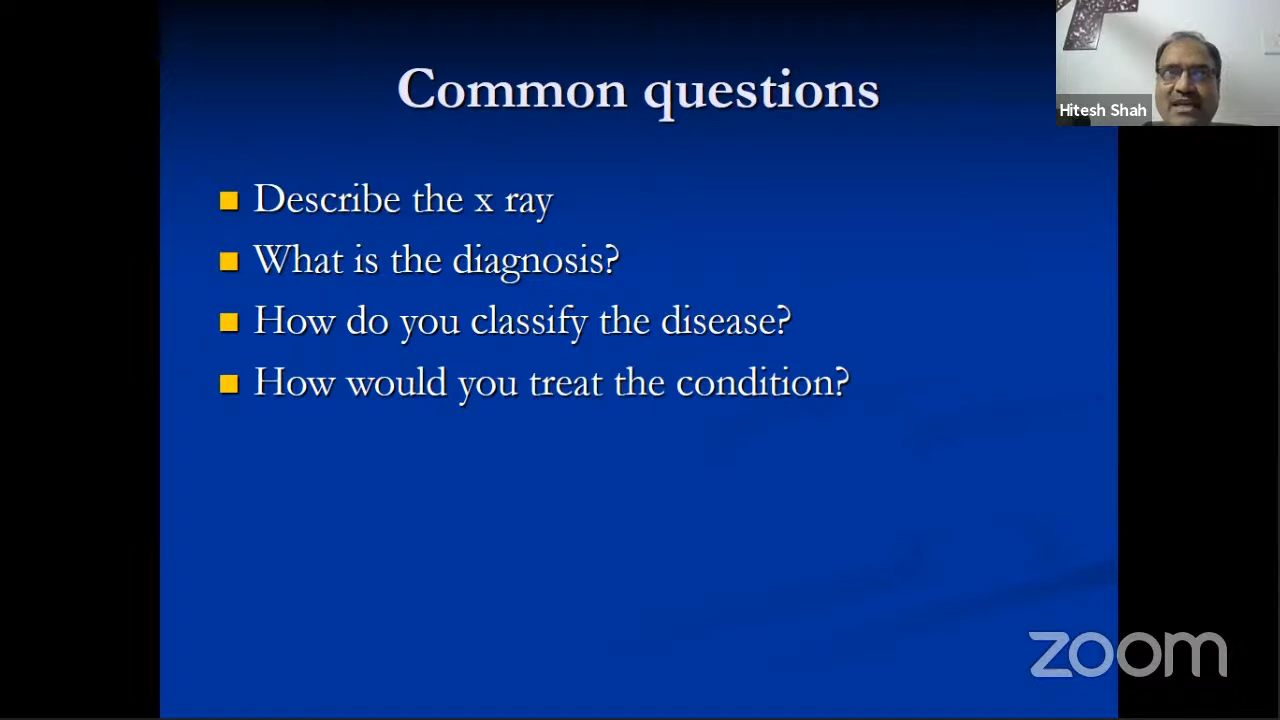 Common questions
Hitesh Shah
Describe the x ray
What is the diagnosis?
How do you classify the disease?
How would you treat the condition?
zoom